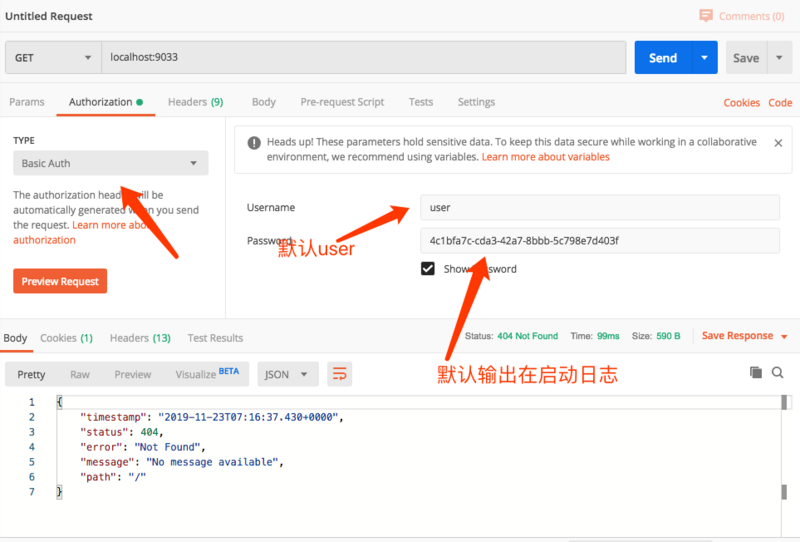 Untitled Request
Comments (0)
GET
localhost:9033
Send
Save
Params
Authorization
Headers (9)
Body
Pre-request Script
Tests
Settings
Cookies
Code
TYPE
Basic Auth
The authorization header will be
automatically generated when you send
the request. Learn more about
authorization
Preview Request
Heads up! These parameters hold sensitive data. To keep this data secure while working in a collaborative
environment, we recommend using variables. Learn more about variables
Username
user
Password
4c1bfa7c-cda3-42a7-8bbb-5c798e7d403f
默认user
Show Password
Body
Cookies (1)
Headers (13)
Test Results
Status: 404 Not Found
Time: 99ms
Size: 590 B
Save Response
默认输出在启动日志
Pretty
Raw
Preview
Visualize BETA
JSON
1 {
2 "timestamp": "2019-11-23T07:16:37.430+0000",
3 "status": 404,
4 "error": "Not Found",
5 "message": "No message available",
6 "path": "/"
7 }